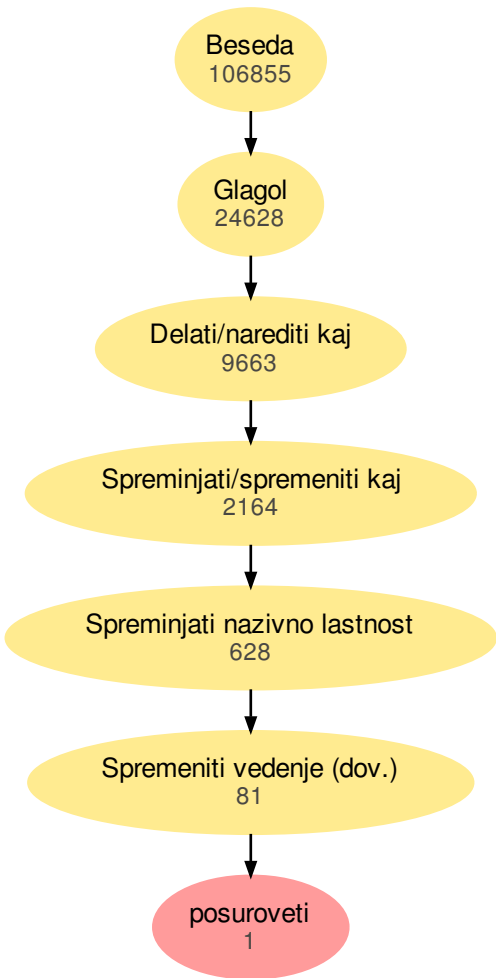 Beseda
106855
Glagol
24628
Delati/narediti kaj
9663
Spreminjati/spremeniti kaj
2164
Spreminjati nazivno lastnost
628
Spremeniti vedenje (dov.)
81
posuroveti
1